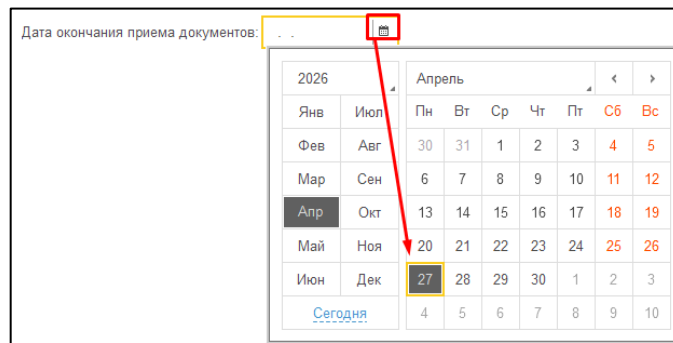 Дата окончания приема документов: . .
2026 Апрель < >
Янв Июл Пн Вт Ср Чт Пт Сб Вс
Фев Авг 30 31 1 2 3 4 5
Мар Сен 6 7 8 9 10 11 12
Апр Окт 13 14 15 16 17 18 19
Май Ноя 20 21 22 23 24 25 26
Июн Дек 27 28 29 30 1 2 3
Сегодня 4 5 6 7 8 9 10